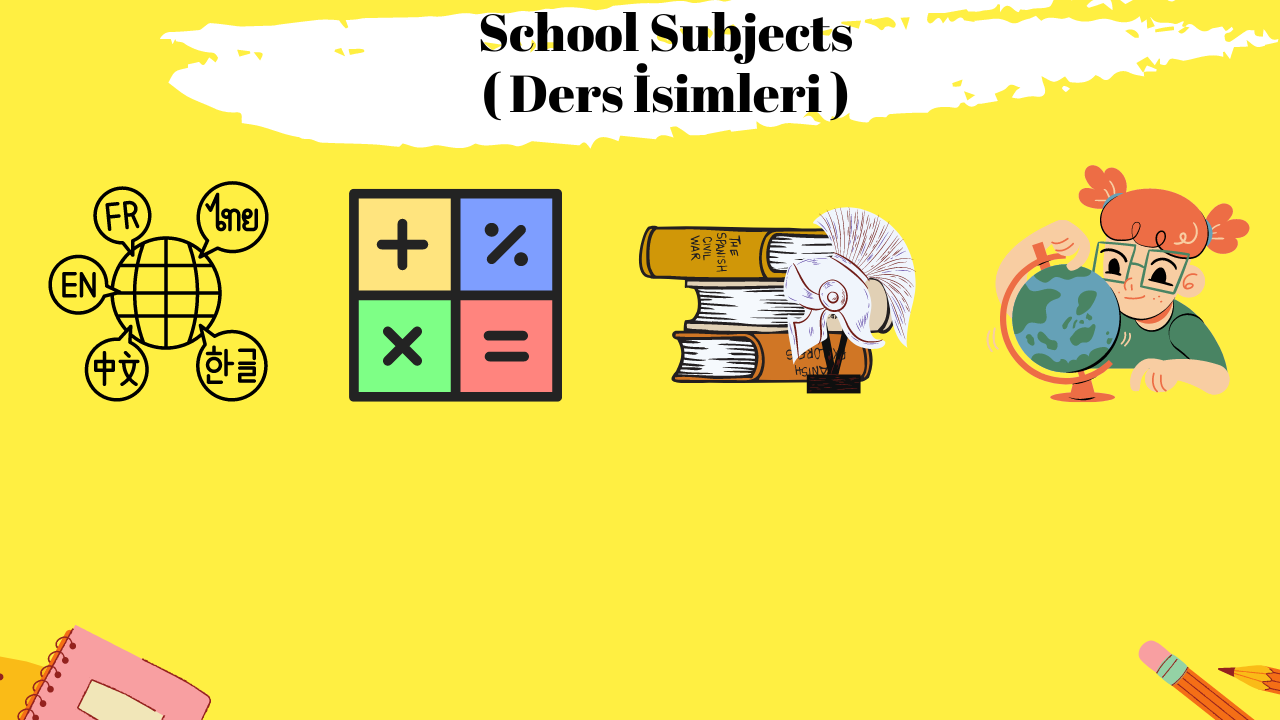 School Subjects
( Ders İsimleri )
FR
ไทย
EN
中文
한글
THE
SPANISH
CIVIL
WAR